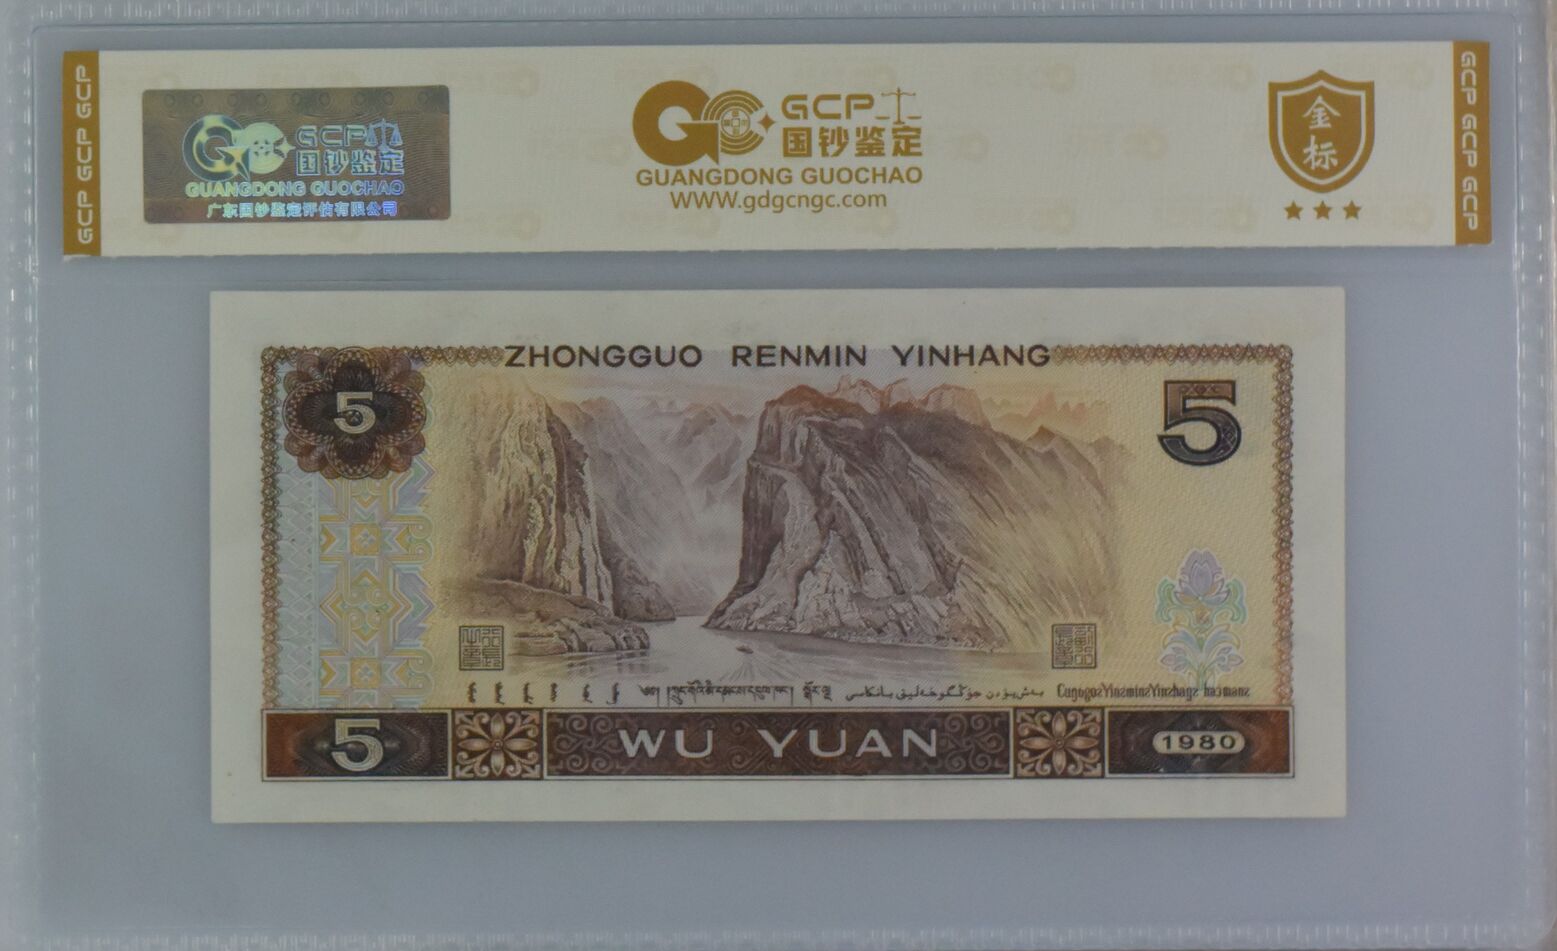 GCP GCP GCP
GCP
国钞鉴定
GUANGDONG GUOCHAO
广东国钞鉴定评估有限公司
GCP
国钞鉴定
GUANGDONG GUOCHAO
WWW.gdgcngc.com
金
标
GCP GCP GCP
ZHONGGUO RENMIN YINHANG
5
5
5
WU YUAN
1980